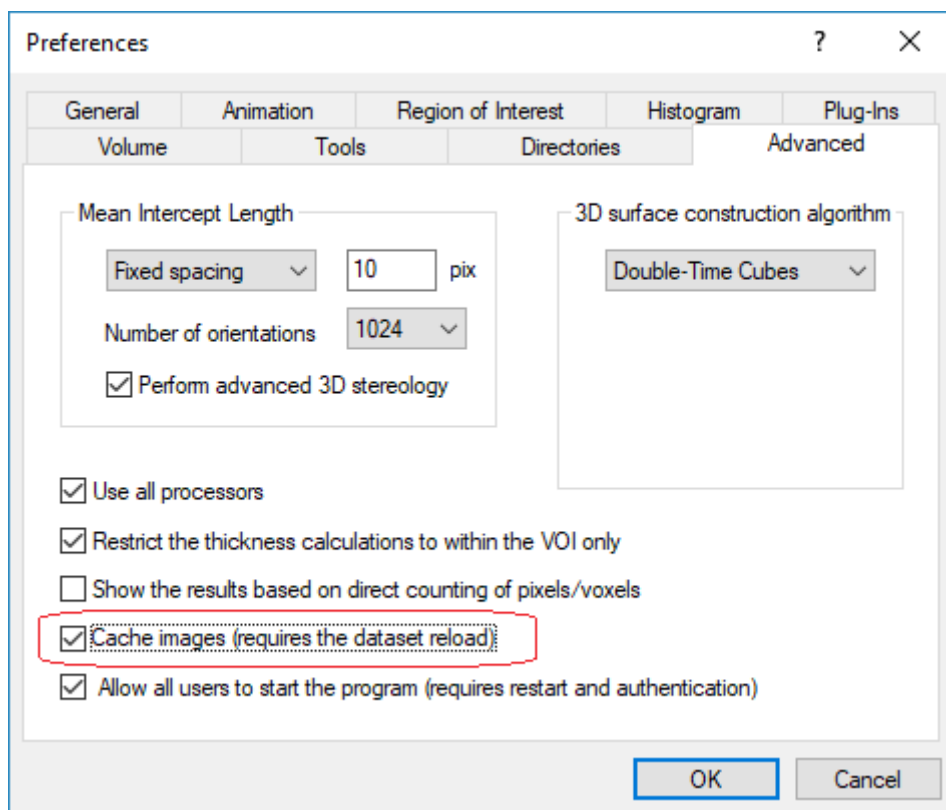 Preferences ?
General Animation Region of Interest Histogram Plug-Ins
Volume Tools Directories Advanced
Mean Intercept Length
Fixed spacing 10 pix
Number of orientations 1024
Perform advanced 3D stereology
3D surface construction algorithm
Double-Time Cubes
Use all processors
Restrict the thickness calculations to within the VOI only
Show the results based on direct counting of pixels/voxels
Cache images (requires the dataset reload)
Allow all users to start the program (requires restart and authentication)
OK Cancel